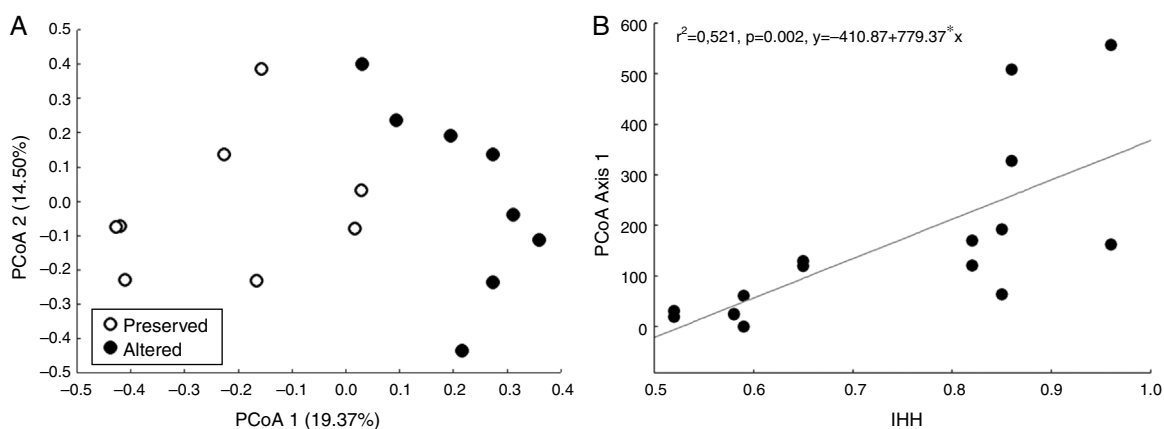 A
0.5
0.4
0.3
0.2
0.1
0.0
–0.1
–0.2
–0.3
–0.4
–0.5
PCoA 2 (14.50%)
Preserved
Altered
–0.5 –0.4 –0.3 –0.2 –0.1 0.0 0.1 0.2 0.3 0.4
PCoA 1 (19.37%)
B
r²=0,521, p=0.002, y=–410.87+779.37*x
600
500
400
300
200
100
0
PCoA Axis 1
0.5 0.6 0.7 0.8 0.9 1.0
IHH